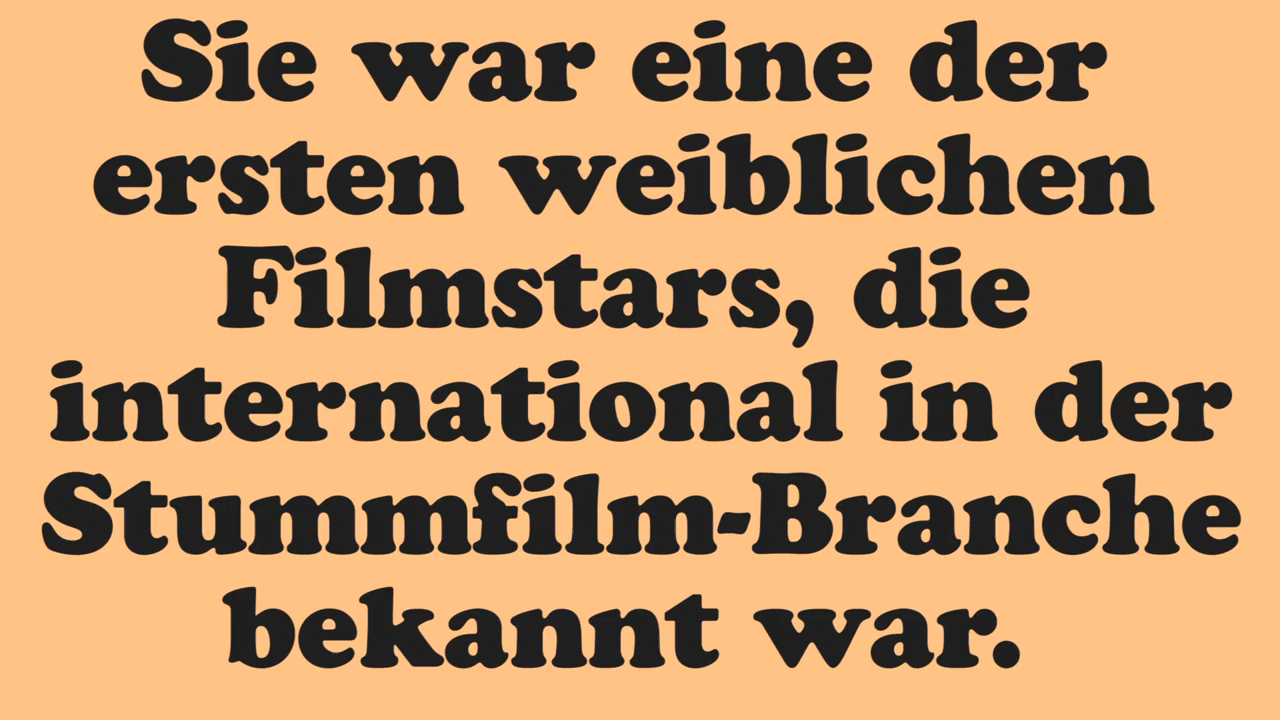 Sie war eine der
ersten weiblichen
Filmstars, die
international in der
Stummfilm-Branche
bekannt war.